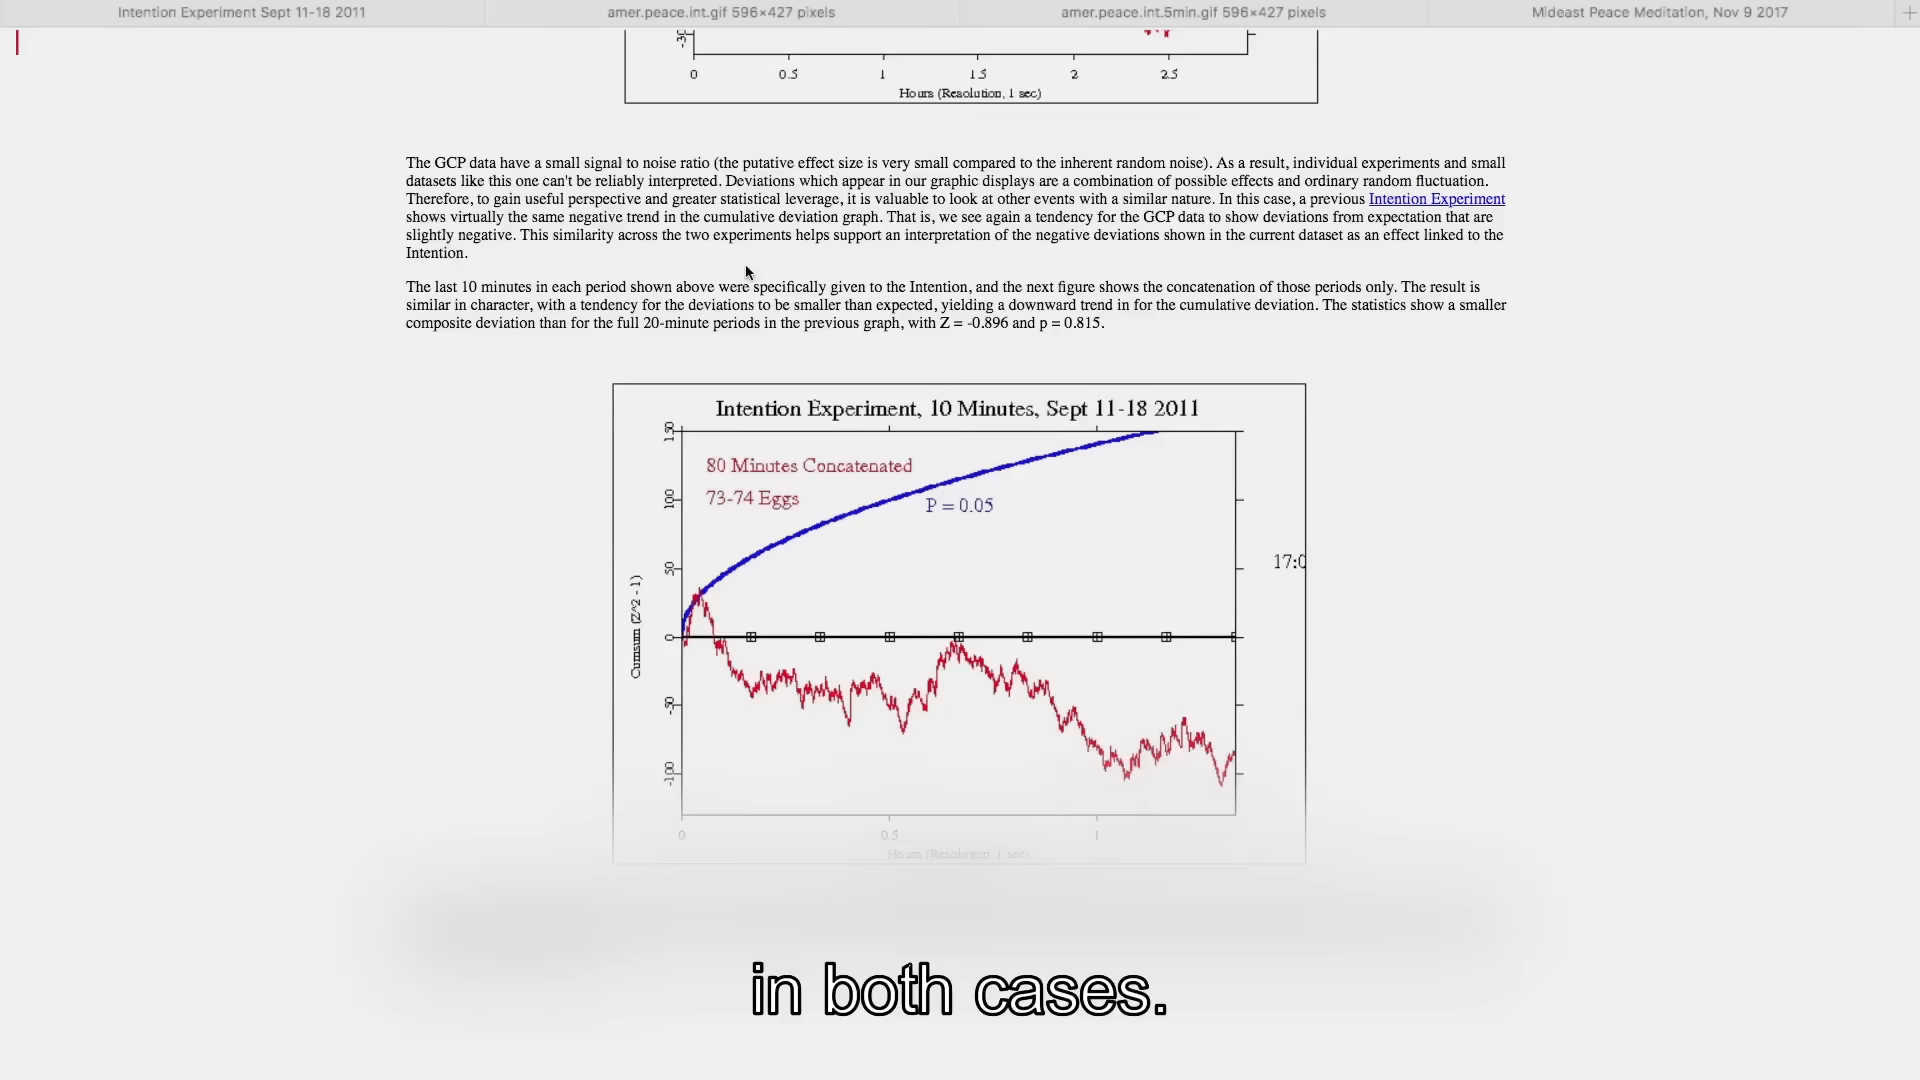 Intention Experiment Sept 11-18 2011
amer.peace.int.gif 596×427 pixels
amer.peace.int.5min.gif 596×427 pixels
Mideast Peace Meditation, Nov 9 2017
0 0.5 1 1.5 2 2.5
Hours (Resolution, 1 sec)
The GCP data have a small signal to noise ratio (the putative effect size is very small compared to the inherent random noise). As a result, individual experiments and small
datasets like this one can't be reliably interpreted. Deviations which appear in our graphic displays are a combination of possible effects and ordinary random fluctuation.
Therefore, to gain useful perspective and greater statistical leverage, it is valuable to look at other events with a similar nature. In this case, a previous Intention Experiment
shows virtually the same negative trend in the cumulative deviation graph. That is, we see again a tendency for the GCP data to show deviations from expectation that are
slightly negative. This similarity across the two experiments helps support an interpretation of the negative deviations shown in the current dataset as an effect linked to the
Intention.
The last 10 minutes in each period shown above were specifically given to the Intention, and the next figure shows the concatenation of those periods only. The result is
similar in character, with a tendency for the deviations to be smaller than expected, yielding a downward trend in for the cumulative deviation. The statistics show a smaller
composite deviation than for the full 20-minute periods in the previous graph, with Z = -0.896 and p = 0.815.
Intention Experiment, 10 Minutes, Sept 11-18 2011
80 Minutes Concatenated
73-74 Eggs
P = 0.05
17:0
Cumsum (Z^2 - 1)
150
100
50
0
-50
-100
0 0.5 1
Hours (Resolution, 1 sec)
in both cases.